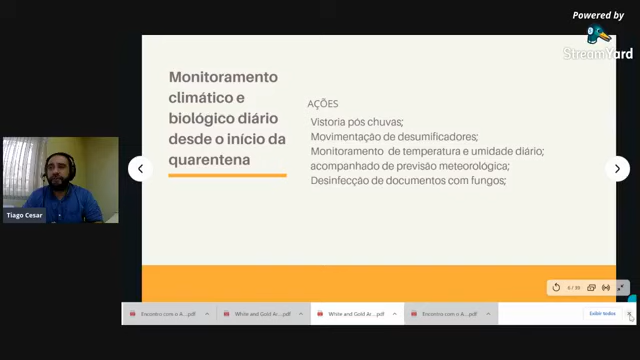 Powered by
StreamYard
Monitoramento
climático e
biológico diário
desde o início da
quarentena
AÇÕES
Vistoria pós chuvas;
Movimentação de desumificadores;
Monitoramento de temperatura e umidade diário;
acompanhado de previsão meteorológica;
Desinfecção de documentos com fungos;
Tiago Cesar
Encontro com o A....pdf
White and Gold Ar....pdf
White and Gold Ar....pdf
Encontro com o A....pdf
Exibir todos